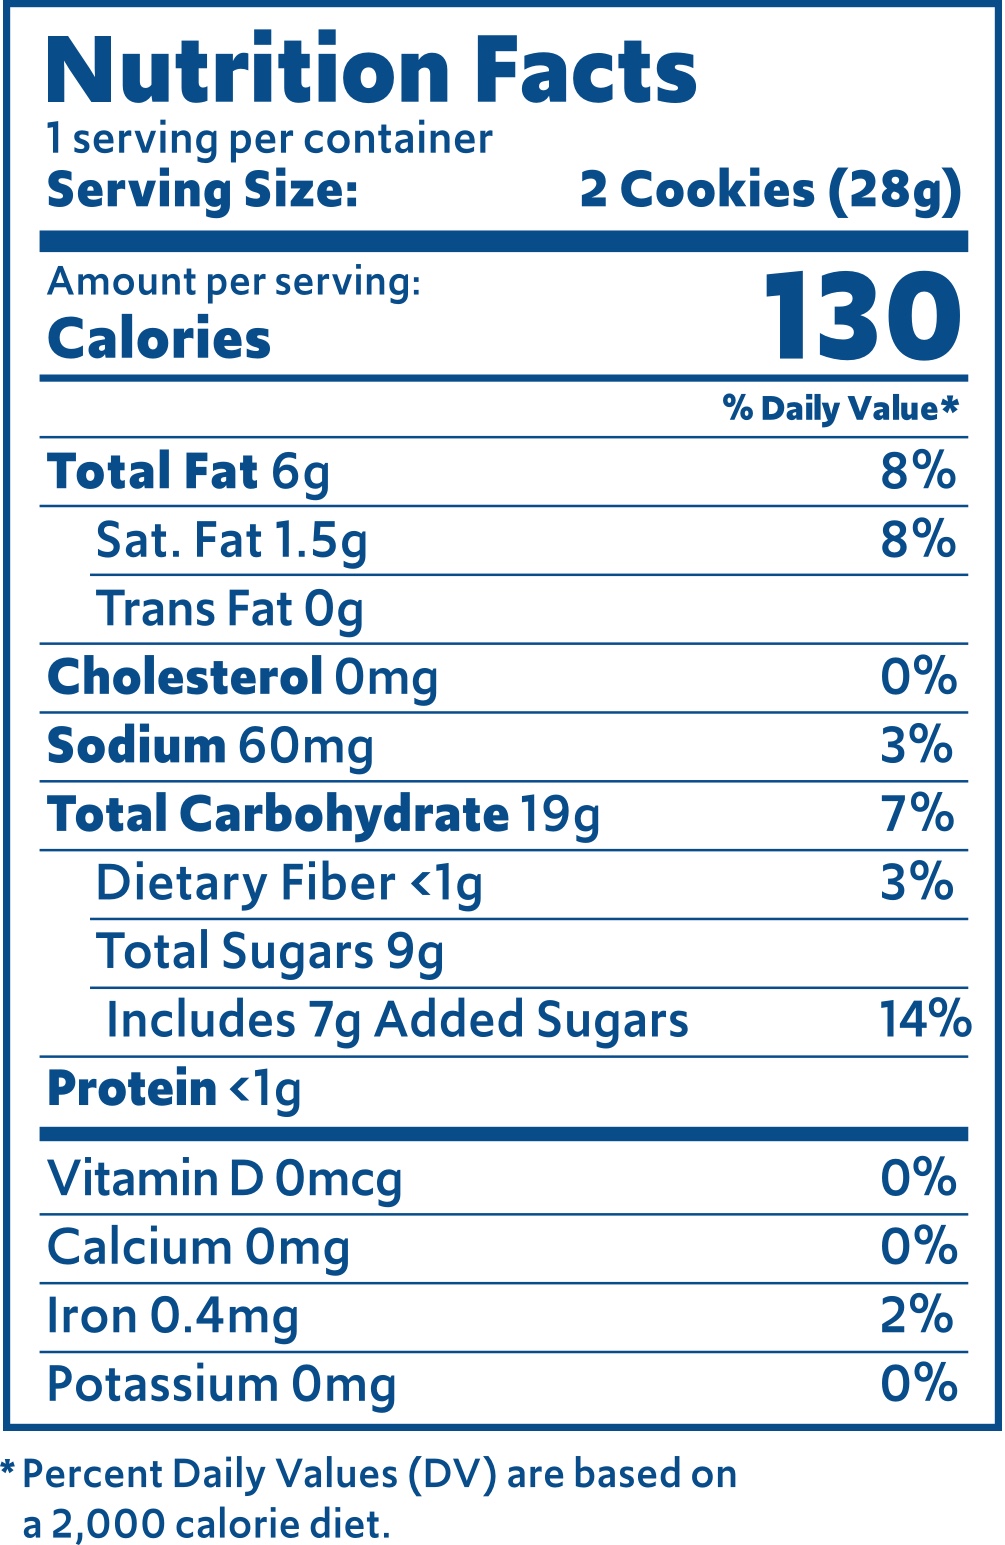 Nutrition Facts
1 serving per container
Serving Size: 2 Cookies (28g)
Amount per serving:
Calories 130
% Daily Value*
Total Fat 6g 8%
Sat. Fat 1.5g 8%
Trans Fat 0g
Cholesterol 0mg 0%
Sodium 60mg 3%
Total Carbohydrate 19g 7%
Dietary Fiber <1g 3%
Total Sugars 9g
Includes 7g Added Sugars 14%
Protein <1g
Vitamin D 0mcg 0%
Calcium 0mg 0%
Iron 0.4mg 2%
Potassium 0mg 0%
* Percent Daily Values (DV) are based on
a 2,000 calorie diet.